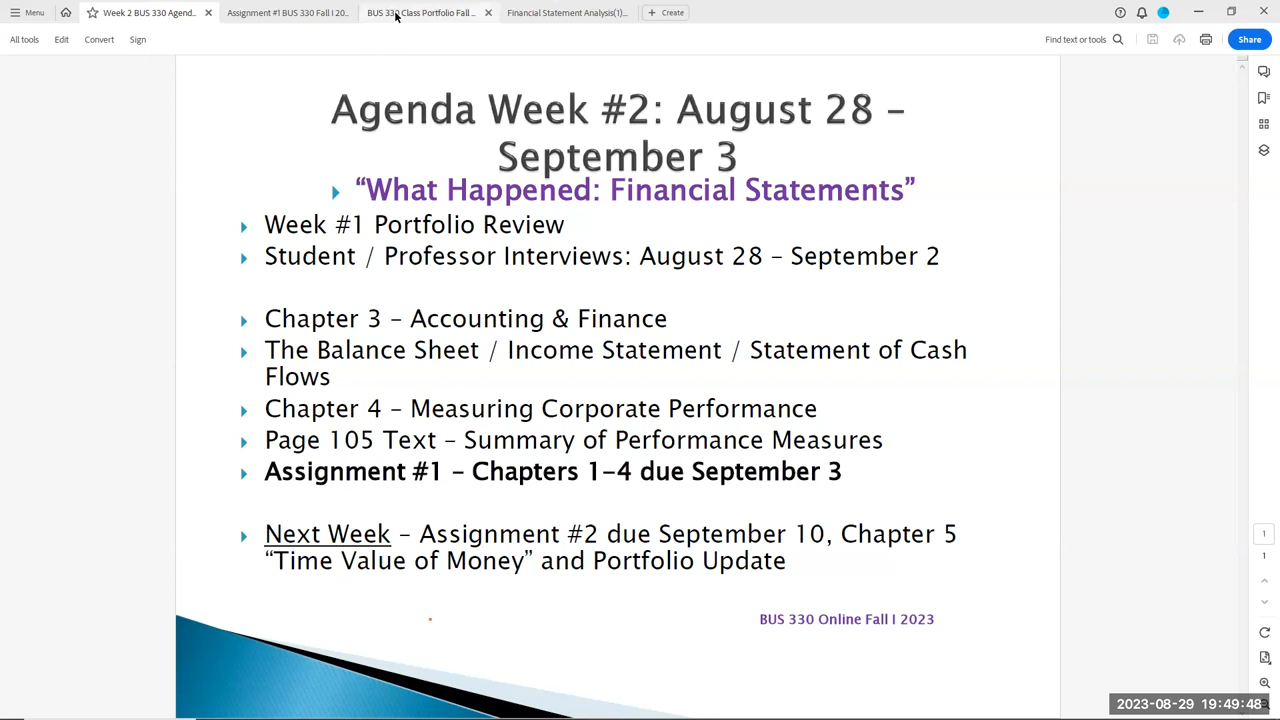 Menu
Week 2 BUS 330 Agend..
Assignment #1 BUS 330 Fall I 20...
BUS 330 Class Portfolio Fall ...
Financial Statement Analysis(1)...
Create
All tools
Edit
Convert
Sign
Find text or tools
Share
Agenda Week #2: August 28 –
September 3
“What Happened: Financial Statements”
Week #1 Portfolio Review
Student / Professor Interviews: August 28 – September 2
Chapter 3 – Accounting & Finance
The Balance Sheet / Income Statement / Statement of Cash
Flows
Chapter 4 – Measuring Corporate Performance
Page 105 Text – Summary of Performance Measures
Assignment #1 – Chapters 1-4 due September 3
Next Week – Assignment #2 due September 10, Chapter 5
“Time Value of Money” and Portfolio Update
BUS 330 Online Fall I 2023
1
1
2023-08-29 19:49:48